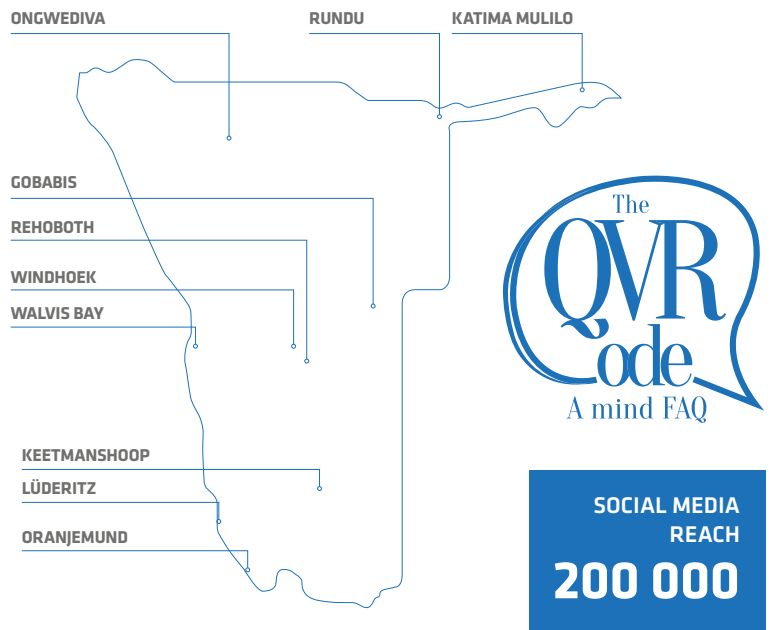 ONGWEDIVA
RUNDU
KATIMA MULILO
GOBABIS
REHOBOTH
WINDHOEK
WALVIS BAY
KEETMANSHOOP
LÜDERITZ
ORANJEMUND
The
QVR
Qode
A mind FAQ
SOCIAL MEDIA
REACH
200 000